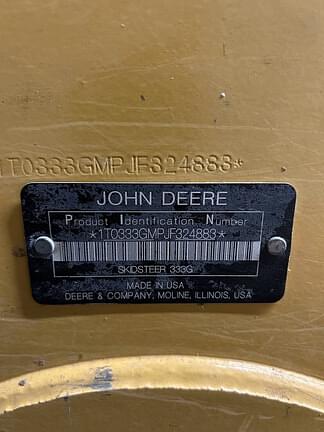 1T0333GMPJF324883*
JOHN DEERE
Product Identification Number
*1T0333GMPJF324883*
SKIDSTEER 333G
MADE IN USA
DEERE & COMPANY, MOLINE, ILLINOIS, USA